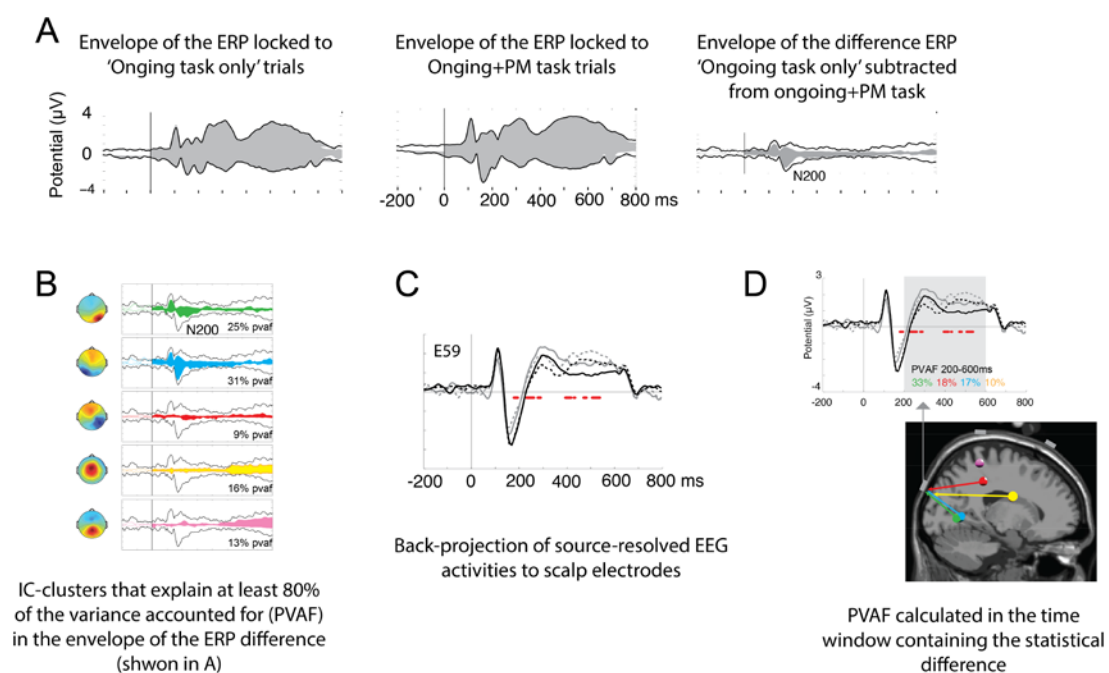 A
Envelope of the ERP locked to
'Onging task only' trials
Envelope of the ERP locked to
Onging+PM task trials
Envelope of the difference ERP
'Ongoing task only' subtracted
from ongoing+PM task
Potential (µV)
4
0
-4
N200
-200 0 200 400 600 800 ms
B
N200
25% pvaf
31% pvaf
9% pvaf
16% pvaf
13% pvaf
IC-clusters that explain at least 80%
of the variance accounted for (PVAF)
in the envelope of the ERP difference
(shwon in A)
C
E59
-200 0 200 400 600 800 ms
Back-projection of source-resolved EEG
activities to scalp electrodes
D
3
Potential (µV)
-4
PVAF 200-600ms
33% 18% 17% 10%
-200 0 200 400 600 800 ms
PVAF calculated in the time
window containing the statistical
difference